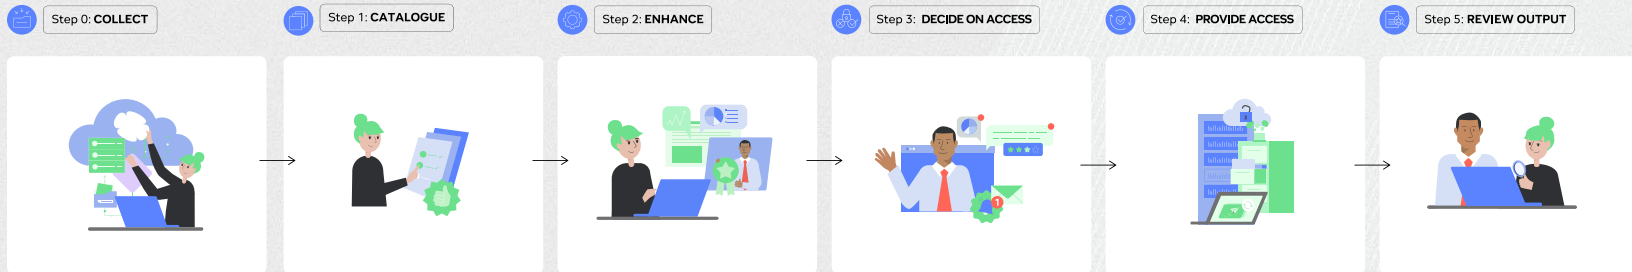 Step 0: COLLECT
Step 1: CATALOGUE
Step 2: ENHANCE
Step 3: DECIDE ON ACCESS
Step 4: PROVIDE ACCESS
Step 5: REVIEW OUTPUT
1